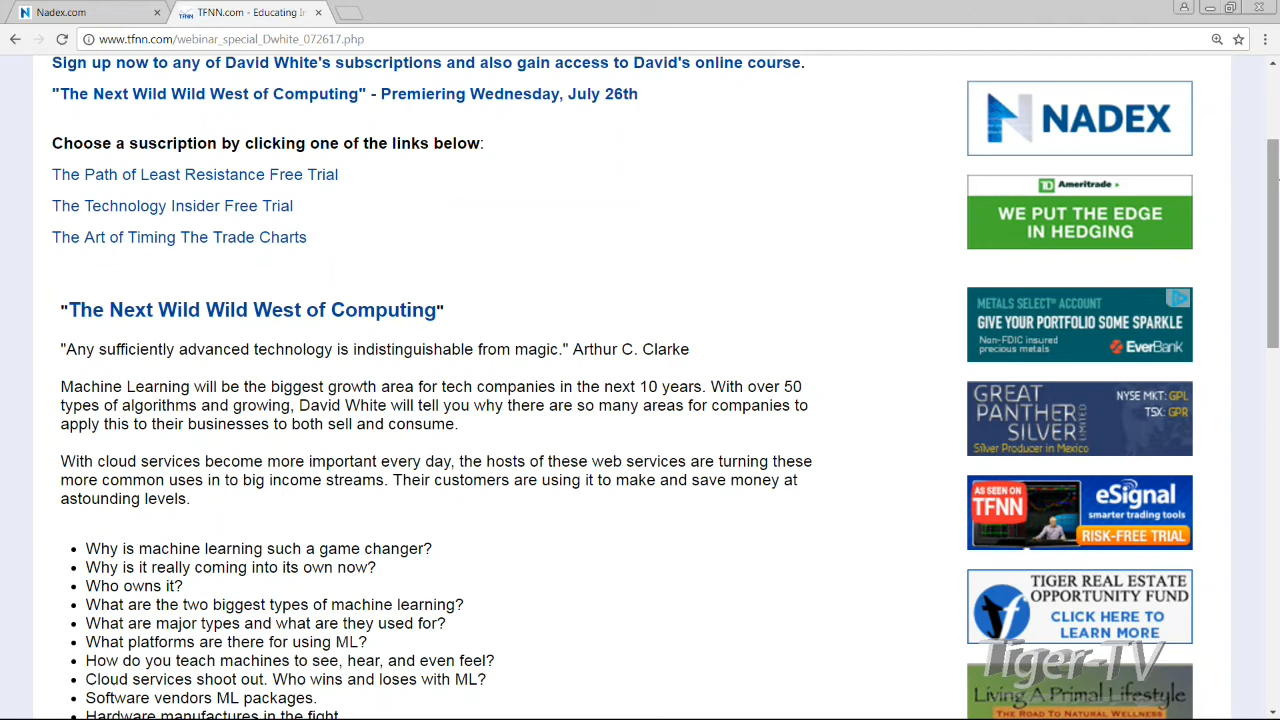 Nadex.com
TFNN.com - Educating In
www.tfnn.com/webinar_special_Dwhite_072617.php
Sign up now to any of David White's subscriptions and also gain access to David's online course.
"The Next Wild Wild West of Computing" - Premiering Wednesday, July 26th
Choose a suscription by clicking one of the links below:
The Path of Least Resistance Free Trial
The Technology Insider Free Trial
The Art of Timing The Trade Charts
"The Next Wild Wild West of Computing"
"Any sufficiently advanced technology is indistinguishable from magic." Arthur C. Clarke
Machine Learning will be the biggest growth area for tech companies in the next 10 years. With over 50
types of algorithms and growing, David White will tell you why there are so many areas for companies to
apply this to their businesses to both sell and consume.
With cloud services become more important every day, the hosts of these web services are turning these
more common uses in to big income streams. Their customers are using it to make and save money at
astounding levels.
Why is machine learning such a game changer?
Why is it really coming into its own now?
Who owns it?
What are the two biggest types of machine learning?
What are major types and what are they used for?
What platforms are there for using ML?
How do you teach machines to see, hear, and even feel?
Cloud services shoot out. Who wins and loses with ML?
Software vendors ML packages.
Hardware manufactures in the fight.
NADEX
TD Ameritrade
WE PUT THE EDGE
IN HEDGING
METALS SELECT® ACCOUNT
GIVE YOUR PORTFOLIO SOME SPARKLE
Non-FDIC insured
precious metals
EverBank
GREAT
PANTHER
SILVER LIMITED
NYSE MKT: GPL
TSX: GPR
Silver Producer in Mexico
AS SEEN ON
TFNN
eSignal
smarter trading tools
RISK-FREE TRIAL
TIGER REAL ESTATE
OPPORTUNITY FUND
CLICK HERE TO
LEARN MORE
Tiger-TV
Living A Primal Lifestyle
THE ROAD TO NATURAL WELLNESS